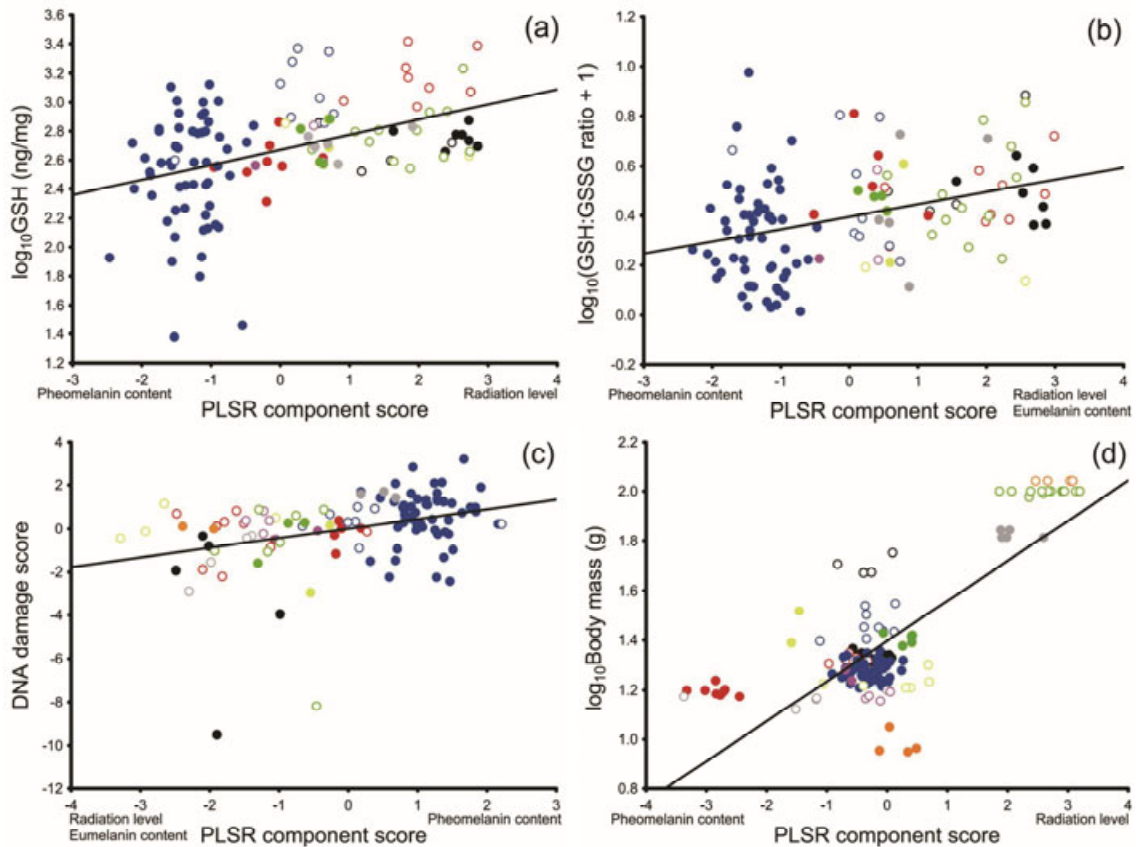 (a)
log₁₀GSH (ng/mg)
3.6
3.4
3.2
3.0
2.8
2.6
2.4
2.2
2.0
1.8
1.6
1.4
1.2
-3 -2 -1 0 1 2 3 4
Pheomelanin content
Radiation level
PLSR component score
(b)
log₁₀(GSH:GSSG ratio + 1)
1.2
1.0
0.8
0.6
0.4
0.2
0.0
-0.2
-3 -2 -1 0 1 2 3 4
Pheomelanin content
Radiation level
PLSR component score
Eumelanin content
(c)
DNA damage score
4
2
0
-2
-4
-6
-8
-10
-12
-4 -3 -2 -1 0 1 2 3
Radiation level
Pheomelanin content
Eumelanin content
PLSR component score
(d)
log₁₀Body mass (g)
2.2
2.0
1.8
1.6
1.4
1.2
1.0
0.8
-4 -3 -2 -1 0 1 2 3 4
Pheomelanin content
Radiation level
PLSR component score